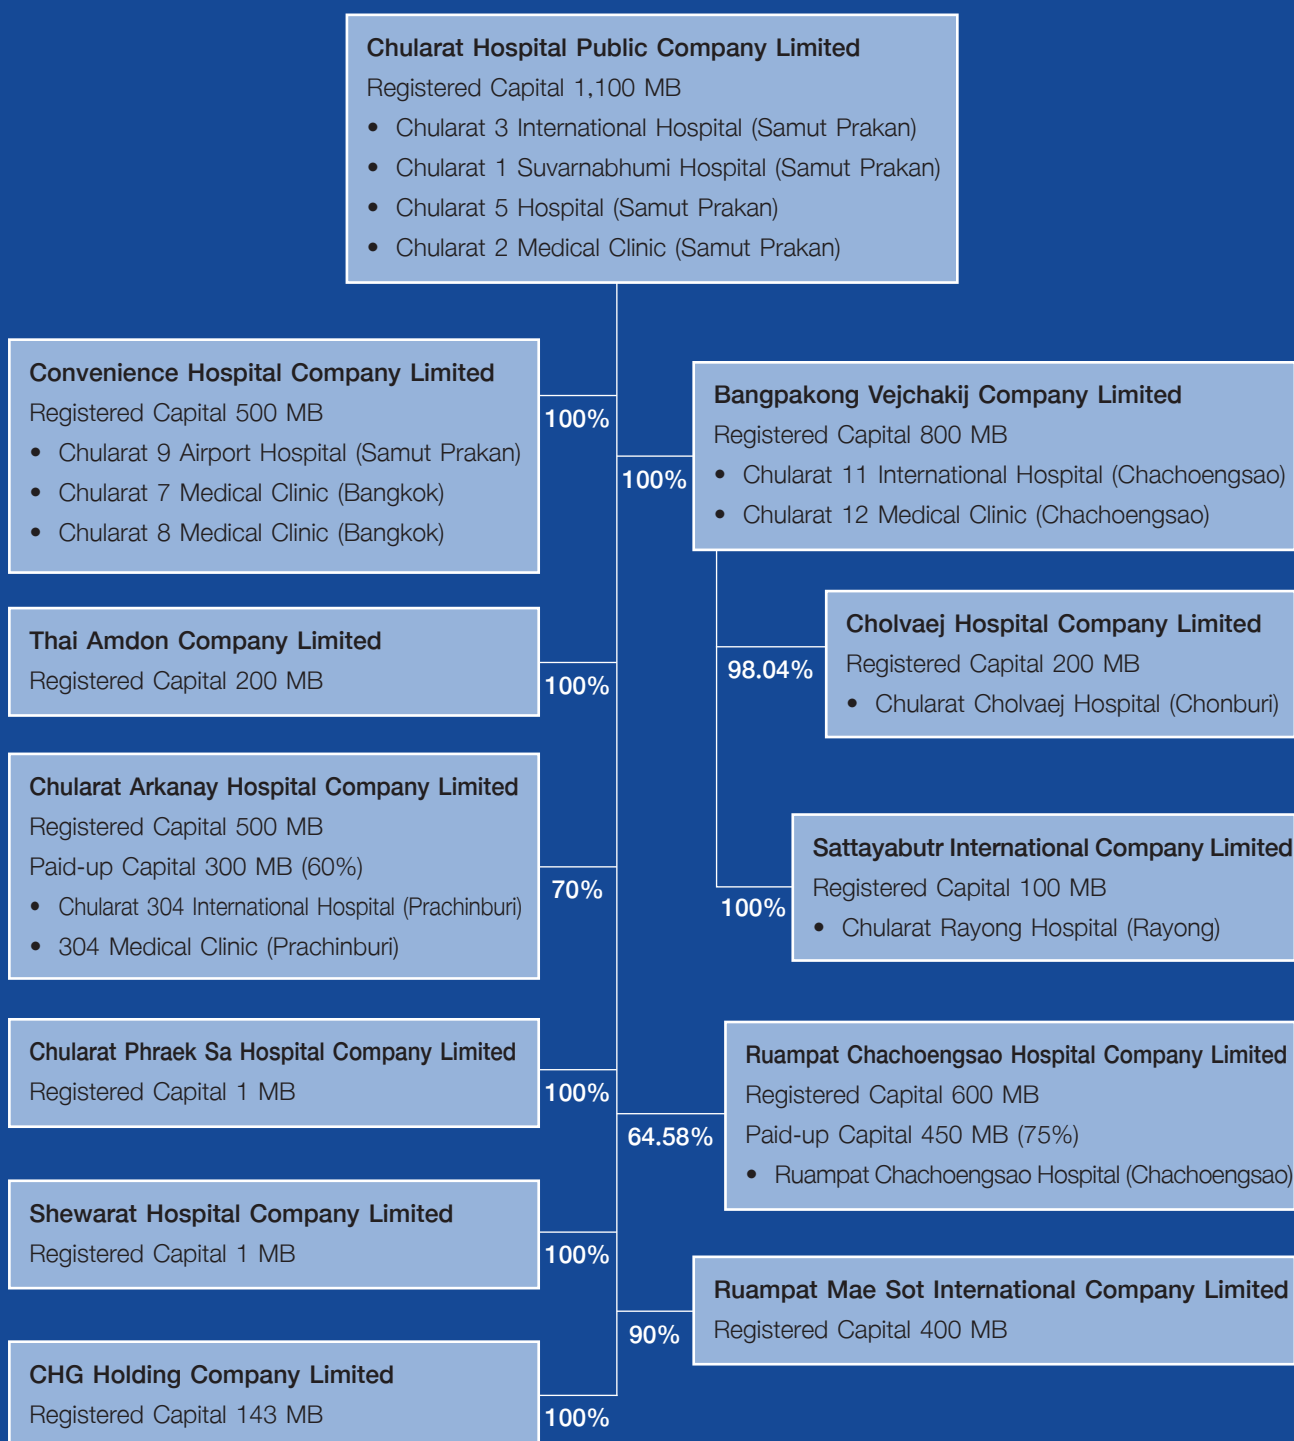 Chularat Hospital Public Company Limited
Registered Capital 1,100 MB
• Chularat 3 International Hospital (Samut Prakan)
• Chularat 1 Suvarnabhumi Hospital (Samut Prakan)
• Chularat 5 Hospital (Samut Prakan)
• Chularat 2 Medical Clinic (Samut Prakan)
Convenience Hospital Company Limited
Registered Capital 500 MB
• Chularat 9 Airport Hospital (Samut Prakan)
• Chularat 7 Medical Clinic (Bangkok)
• Chularat 8 Medical Clinic (Bangkok)
100%
100%
Bangpakong Vejchakij Company Limited
Registered Capital 800 MB
• Chularat 11 International Hospital (Chachoengsao)
• Chularat 12 Medical Clinic (Chachoengsao)
Thai Amdon Company Limited
Registered Capital 200 MB
100%
98.04%
Cholvaej Hospital Company Limited
Registered Capital 200 MB
• Chularat Cholvaej Hospital (Chonburi)
Chularat Arkanay Hospital Company Limited
Registered Capital 500 MB
Paid-up Capital 300 MB (60%)
• Chularat 304 International Hospital (Prachinburi)
• 304 Medical Clinic (Prachinburi)
70%
100%
Sattayabutr International Company Limited
Registered Capital 100 MB
• Chularat Rayong Hospital (Rayong)
Chularat Phraek Sa Hospital Company Limited
Registered Capital 1 MB
100%
64.58%
Ruampat Chachoengsao Hospital Company Limited
Registered Capital 600 MB
Paid-up Capital 450 MB (75%)
• Ruampat Chachoengsao Hospital (Chachoengsao)
Shewarat Hospital Company Limited
Registered Capital 1 MB
100%
90%
Ruampat Mae Sot International Company Limited
Registered Capital 400 MB
CHG Holding Company Limited
Registered Capital 143 MB
100%